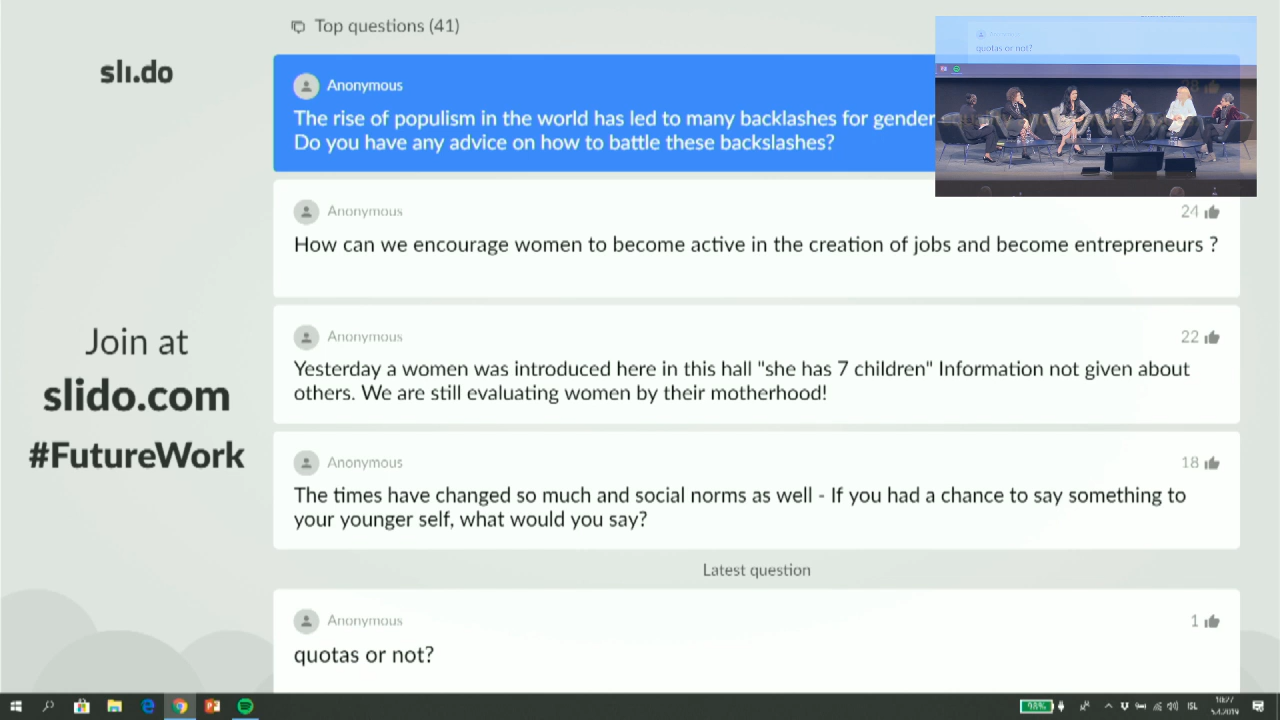 Top questions (41)
sli.do
Anonymous
The rise of populism in the world has led to many backlashes for gender
Do you have any advice on how to battle these backslashes?
quotas or not?
Anonymous
24
How can we encourage women to become active in the creation of jobs and become entrepreneurs ?
Anonymous
22
Yesterday a women was introduced here in this hall "she has 7 children" Information not given about
others. We are still evaluating women by their motherhood!
Join at
slido.com
#FutureWork
Anonymous
18
The times have changed so much and social norms as well - If you had a chance to say something to
your younger self, what would you say?
Latest question
Anonymous
1
quotas or not?
98%
ISL